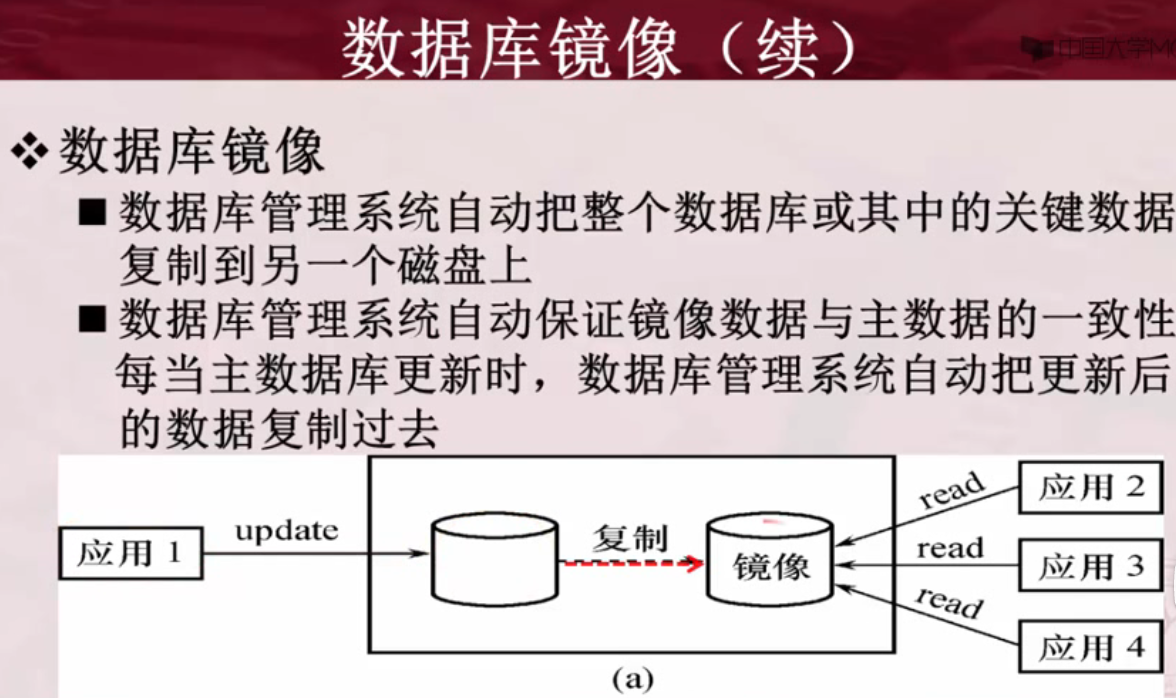 数据库镜像（续）
中国大学MO
❖数据库镜像
■数据库管理系统自动把整个数据库或其中的关键数据
复制到另一个磁盘上
■数据库管理系统自动保证镜像数据与主数据的一致性
每当主数据库更新时，数据库管理系统自动把更新后
的数据复制过去
应用 1
update
复制
镜像
read
应用 2
read
应用 3
read
应用 4
(a)